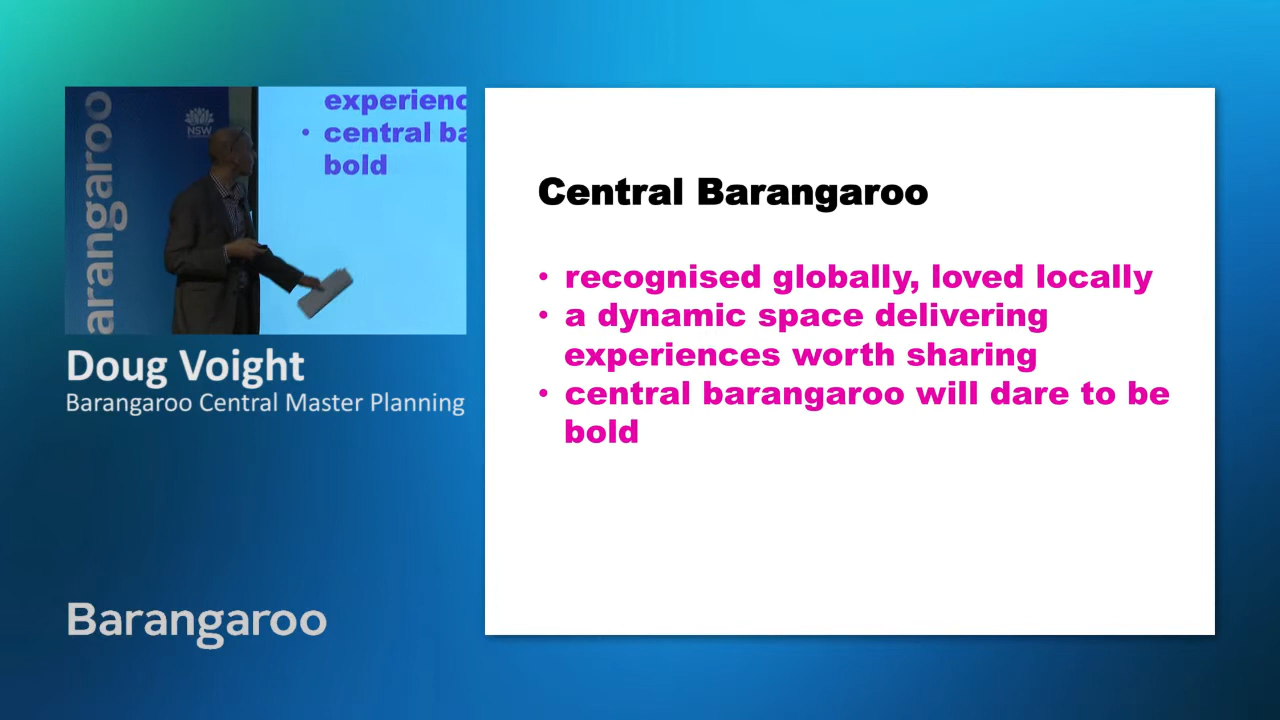 arangaroo
NSW
experienc
• central ba
bold
Doug Voight
Barangaroo Central Master Planning
Barangaroo
Central Barangaroo
• recognised globally, loved locally
• a dynamic space delivering
experiences worth sharing
• central barangaroo will dare to be
bold